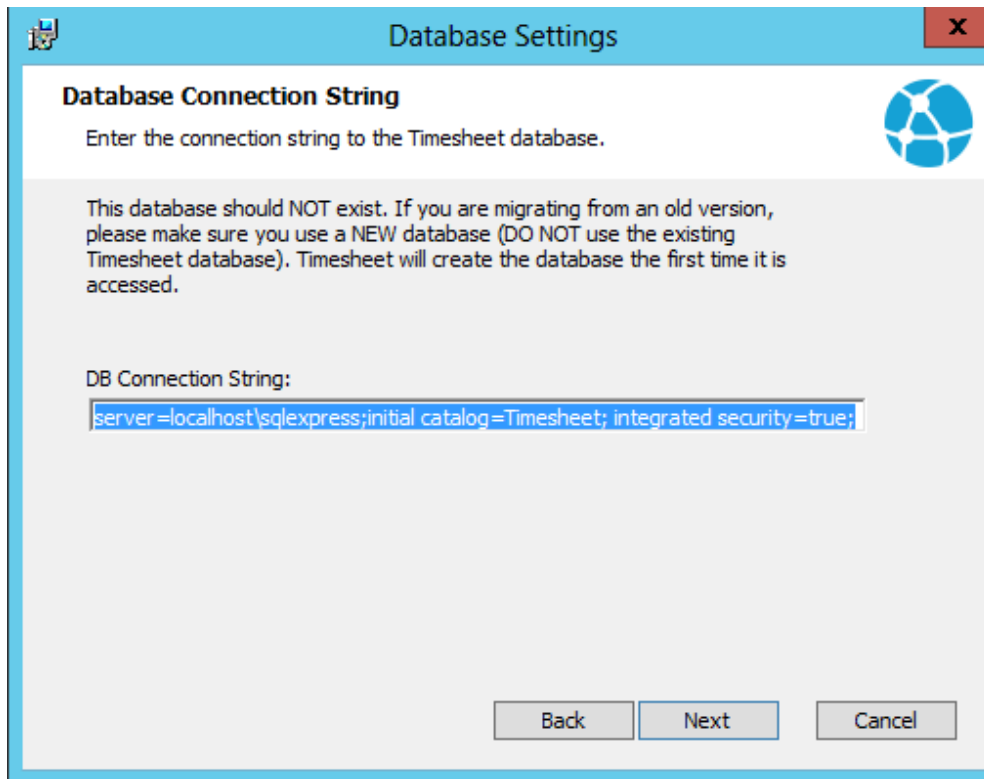 Database Settings
x
Database Connection String
Enter the connection string to the Timesheet database.
This database should NOT exist. If you are migrating from an old version,
please make sure you use a NEW database (DO NOT use the existing
Timesheet database). Timesheet will create the database the first time it is
accessed.
DB Connection String:
server=localhost\sqlexpress;initial catalog=Timesheet; integrated security=true;
Back Next Cancel